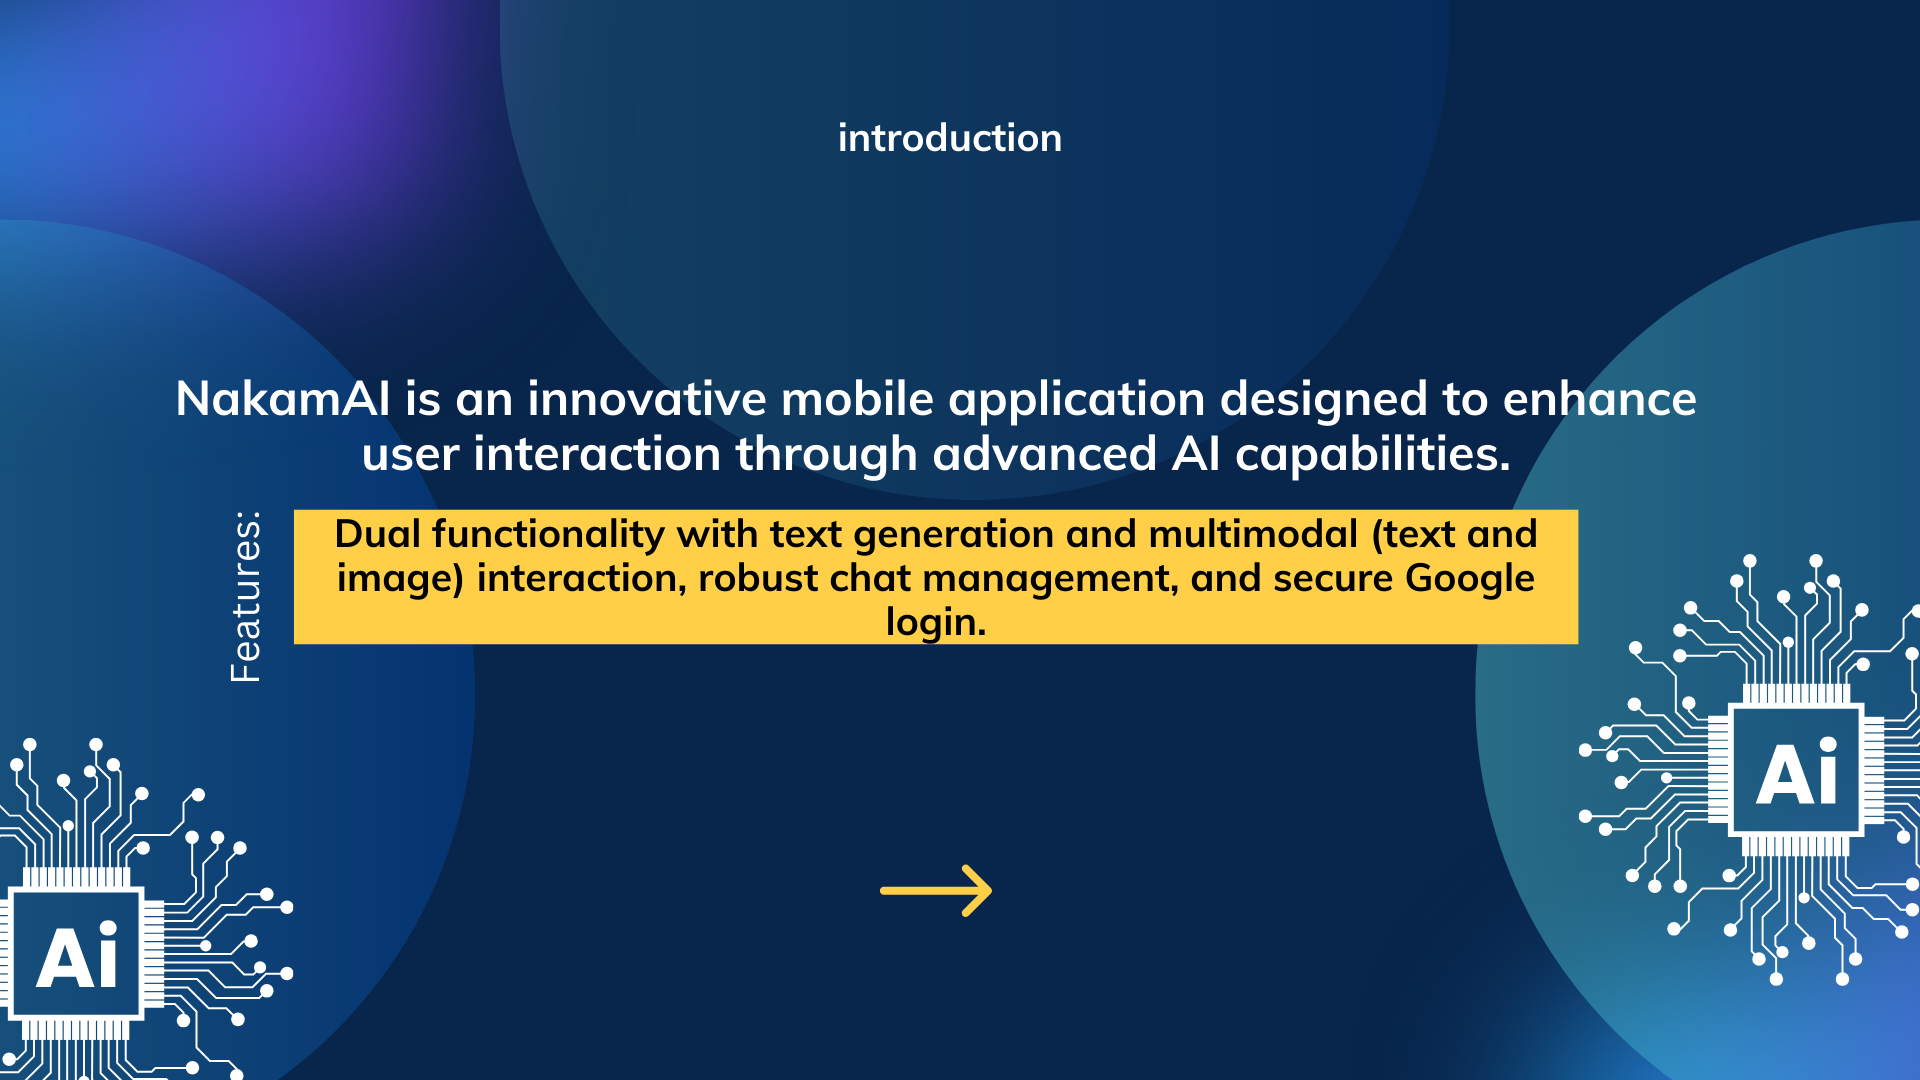 introduction
NakamAI is an innovative mobile application designed to enhance
user interaction through advanced AI capabilities.
Features:
Dual functionality with text generation and multimodal (text and
image) interaction, robust chat management, and secure Google
login.
Ai
Ai